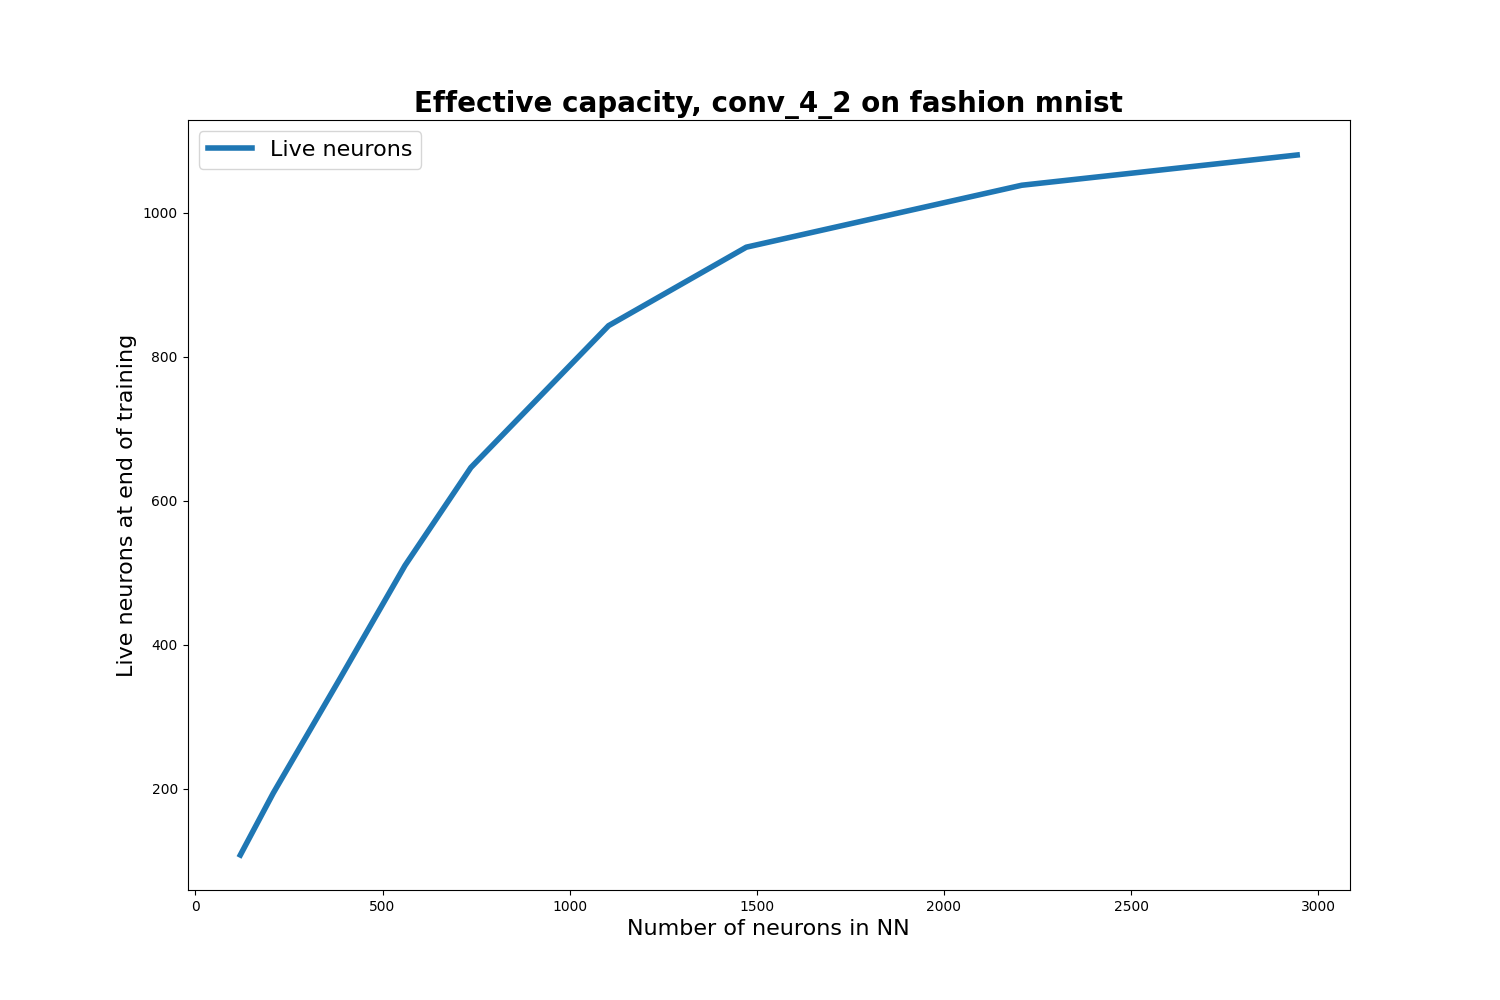 Effective capacity, conv_4_2 on fashion mnist
Live neurons
1000
800
600
400
200
Live neurons at end of training
0 500 1000 1500 2000 2500 3000
Number of neurons in NN